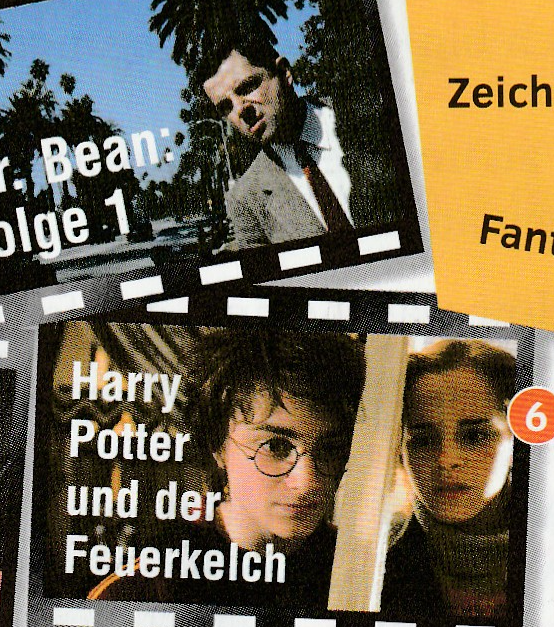 r. Bean:
olge 1
Zeich
Fant
Harry
Potter
und der
Feuerkelch
6